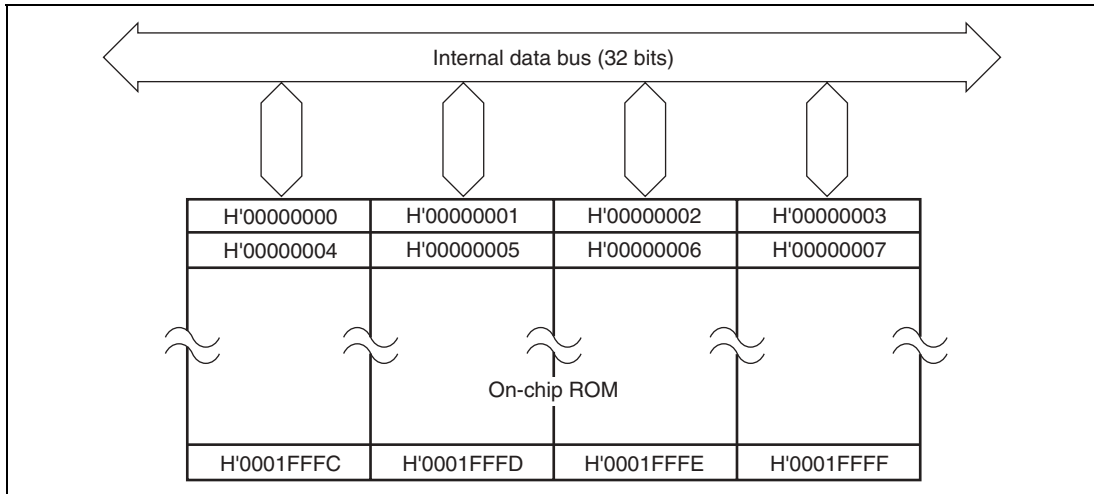 Internal data bus (32 bits)
H'00000000 H'00000001 H'00000002 H'00000003
H'00000004 H'00000005 H'00000006 H'00000007
On-chip ROM
H'0001FFFC H'0001FFFD H'0001FFFE H'0001FFFF